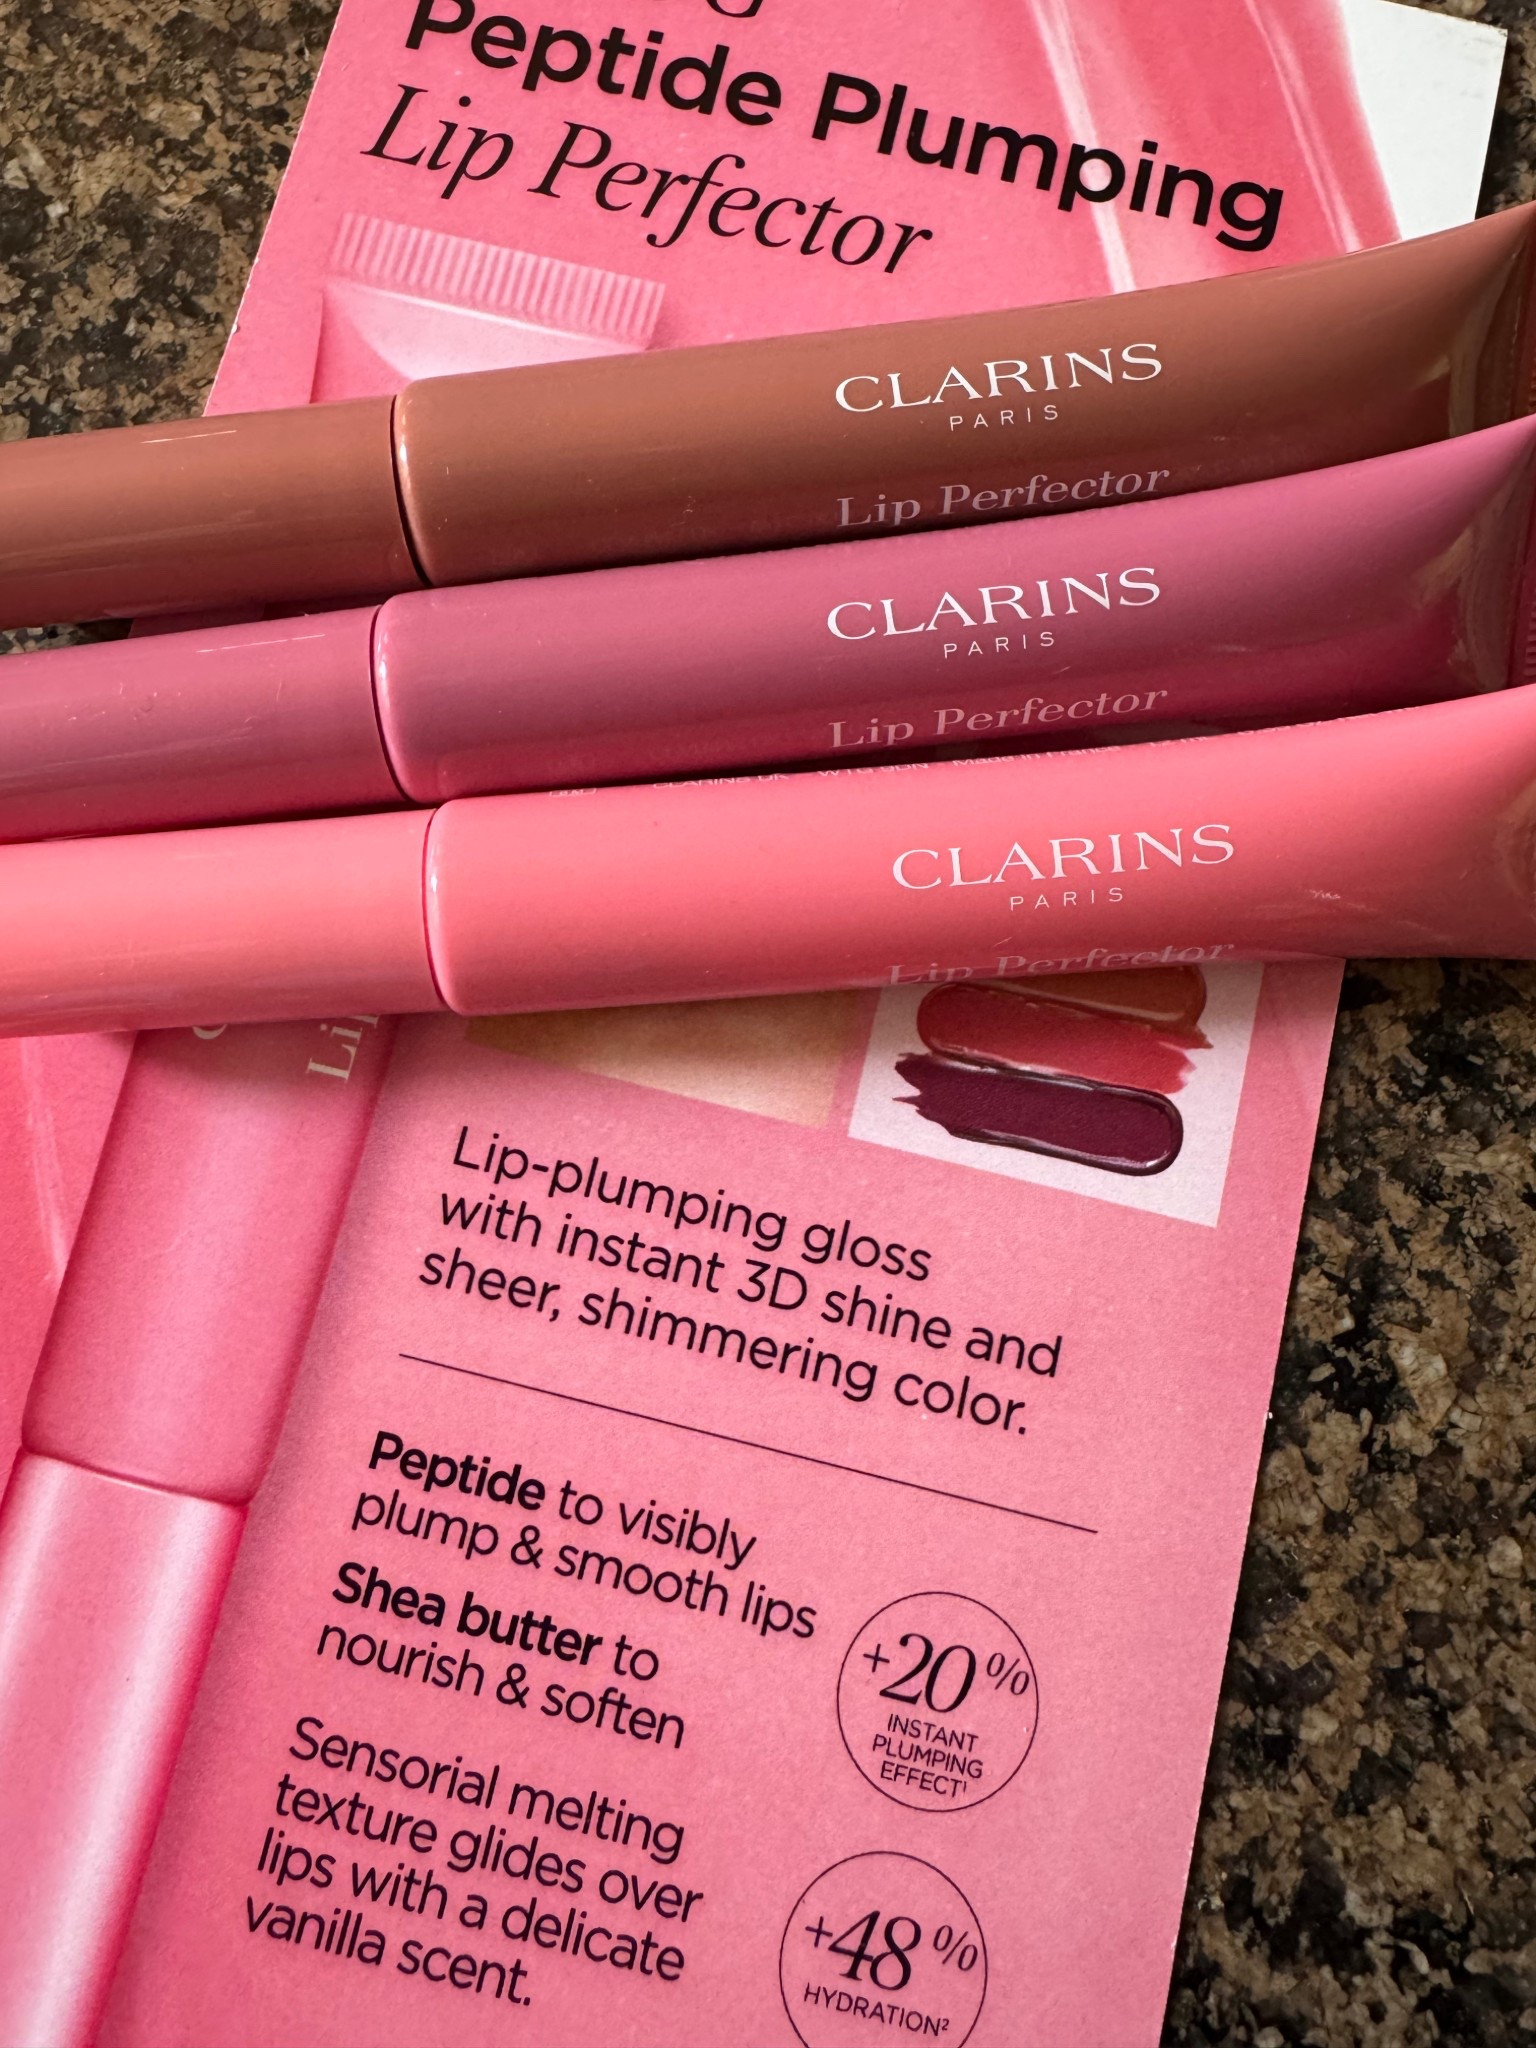 Peptide Plumping
Lip Perfector
CLARINS
PARIS
Lip Perfector
CLARINS
PARIS
Lip Perfector
CLARINS
PARIS
Lip Perfector
Lip-plumping gloss
with instant 3D shine and
sheer, shimmering color.
Peptide to visibly
plump & smooth lips
Shea butter to
nourish & soften
Sensorial melting
texture glides over
lips with a delicate
vanilla scent.
+20%
INSTANT
PLUMPING
EFFECT¹
+48%
HYDRATION²